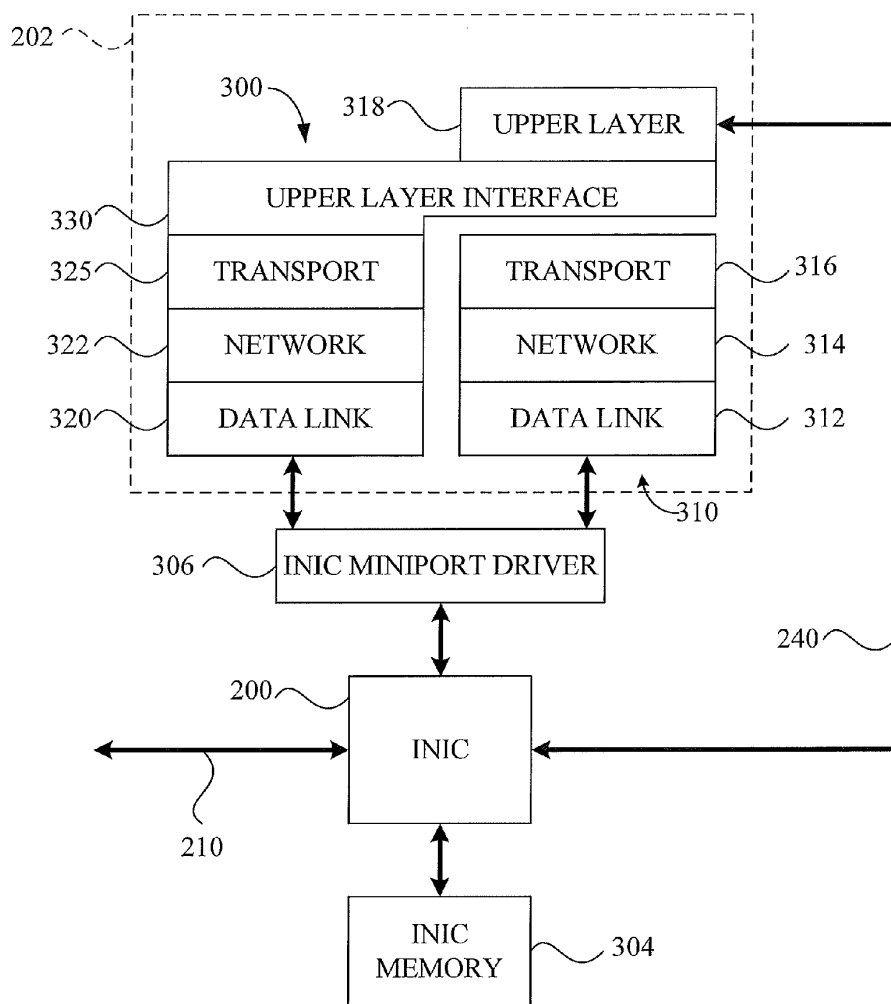 202
300
318
UPPER LAYER
UPPER LAYER INTERFACE
330
325
TRANSPORT
TRANSPORT
316
322
NETWORK
NETWORK
314
320
DATA LINK
DATA LINK
312
310
306
INIC MINIPORT DRIVER
240
200
INIC
210
INIC
MEMORY
304